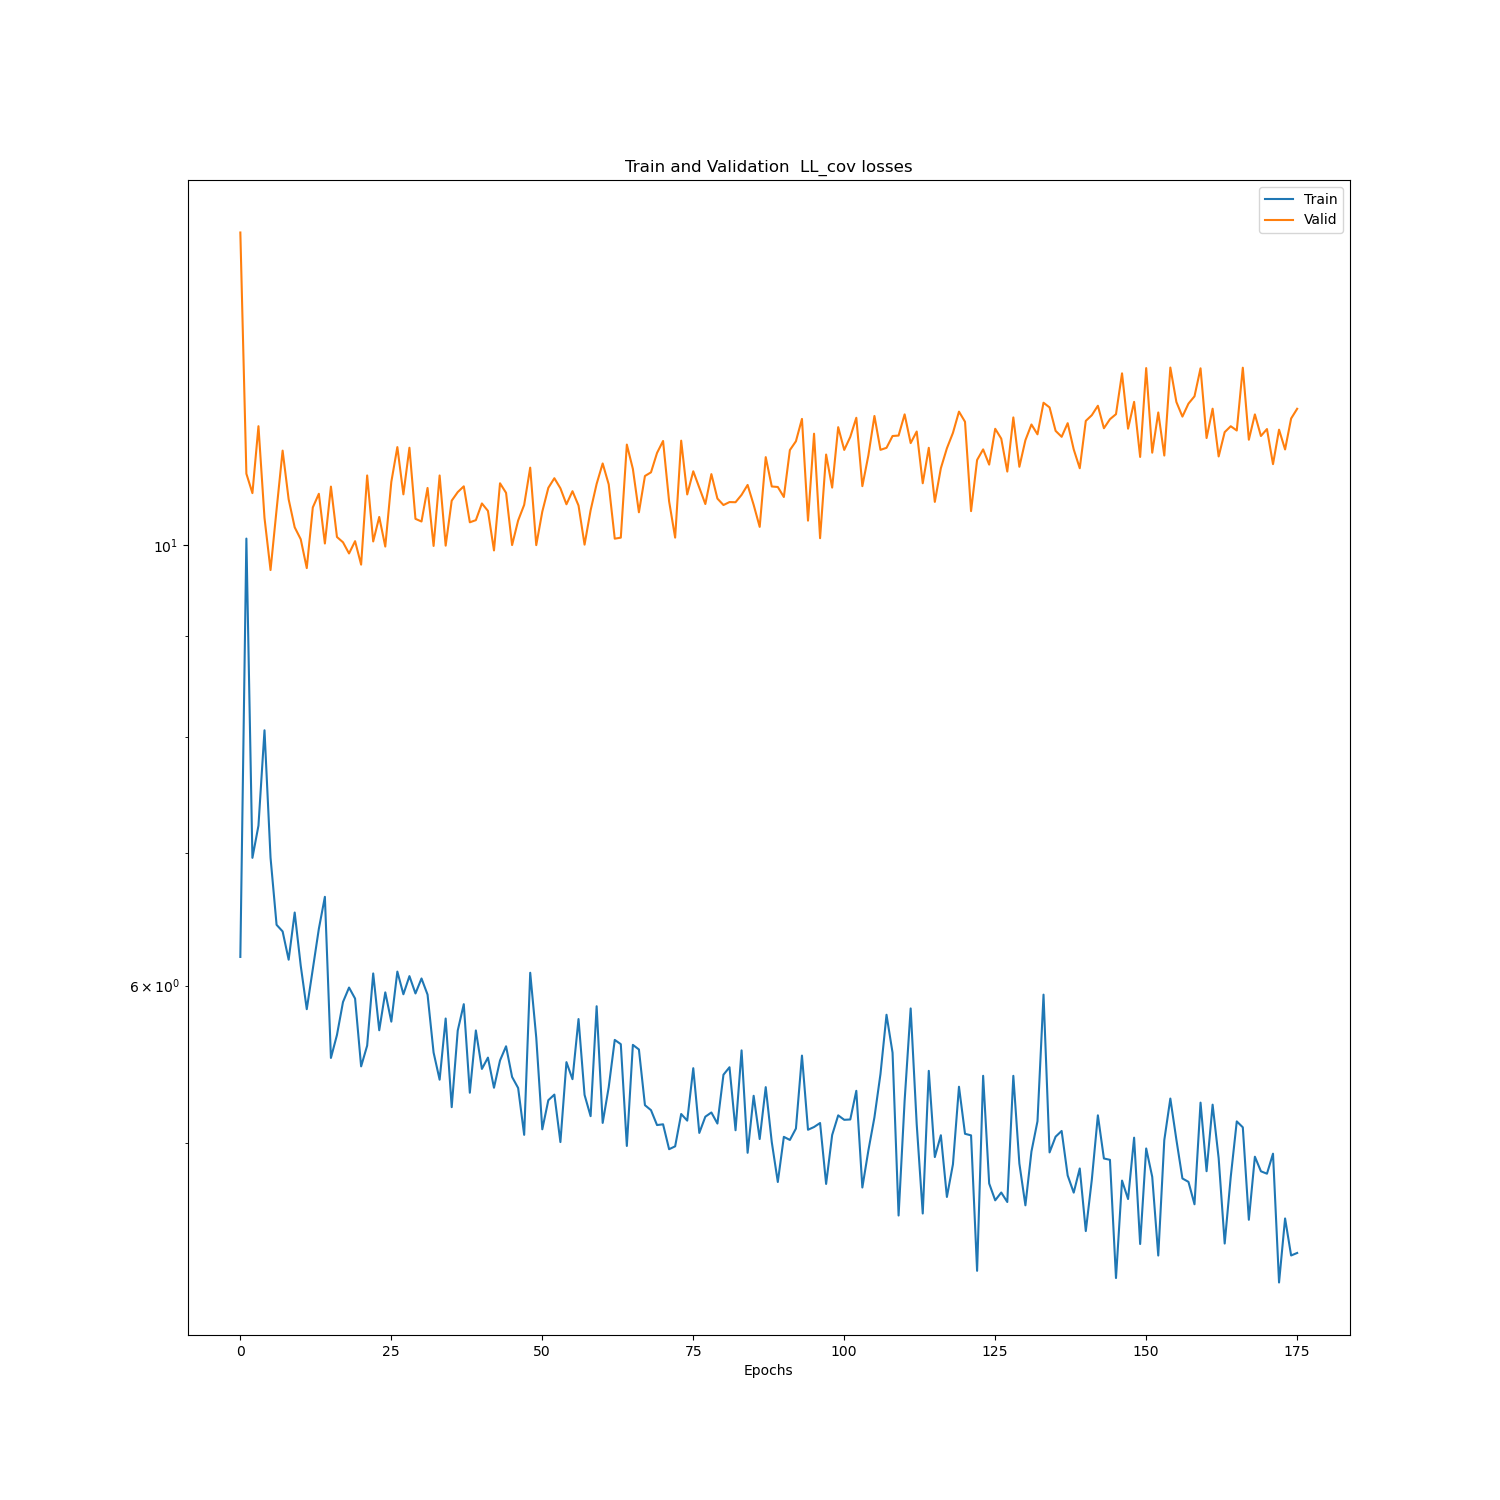 Train and Validation  LL_cov losses
Train
Valid
10¹
6 × 10⁰
0 25 50 75 100 125 150 175
Epochs